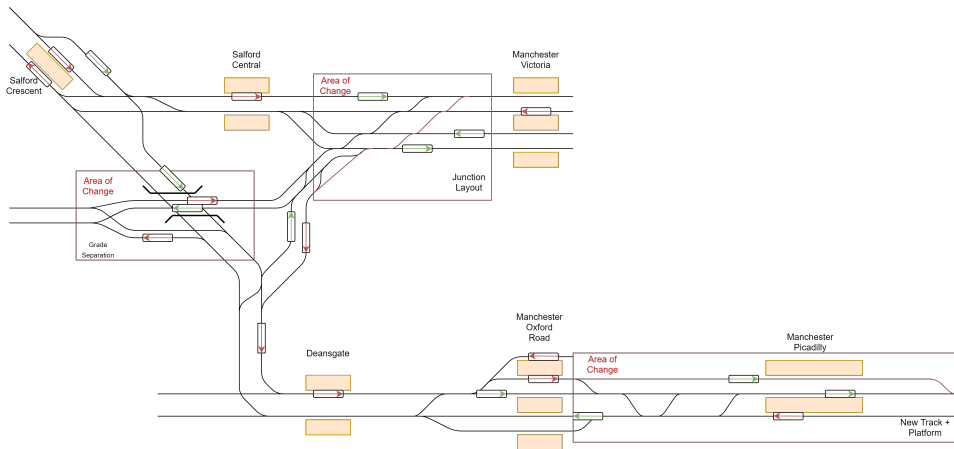 Salford
Central
Manchester
Victoria
Salford
Crescent
Area of
Change
Junction
Layout
Area of
Change
Grade
Separation
Manchester
Oxford
Road
Deansgate
Manchester
Picadilly
Area of
Change
New Track +
Platform